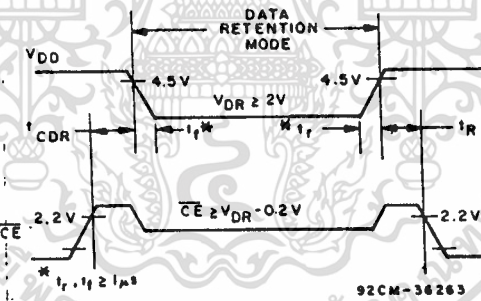 DATA
RETENTION
MODE
VDD
4.5V
4.5V
VDR ≥ 2V
tCDR
tf*
*tr
tR
2.2V
CE ≥ VDR -0.2V
2.2V
CE
* tr, tf ≥ 1µs
92CM-36263